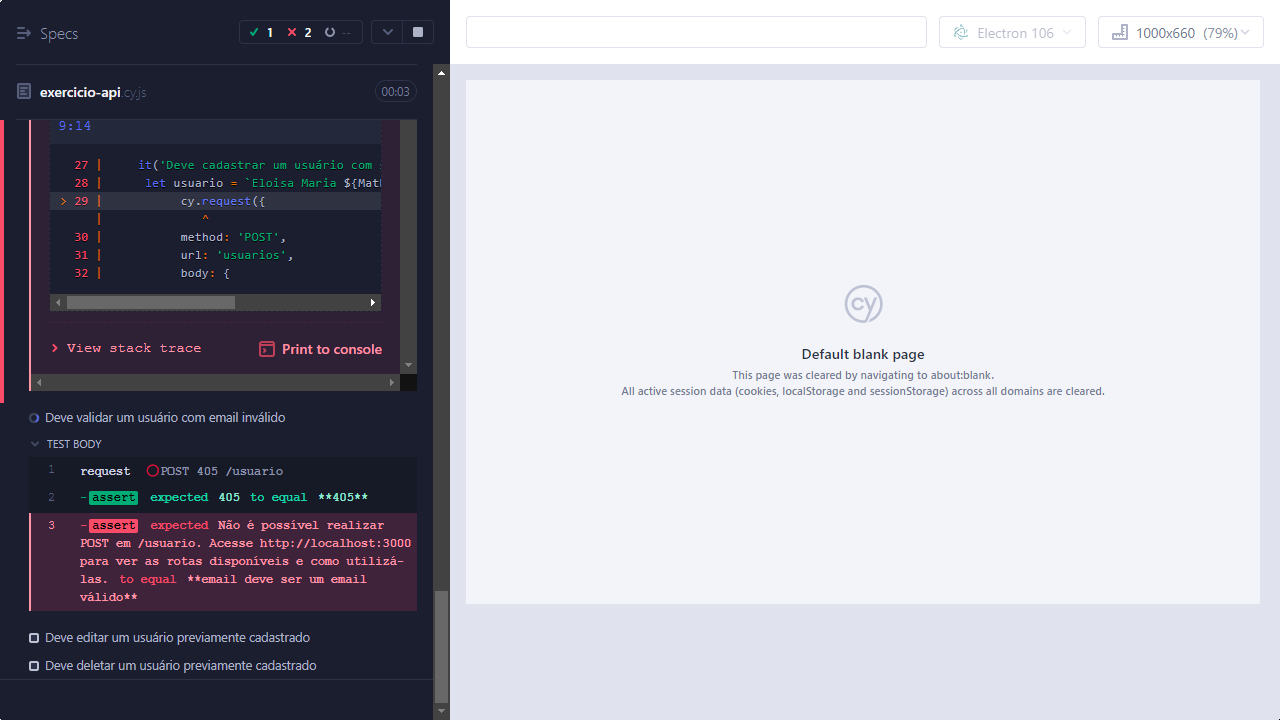 Specs
1
2
--
Electron 106
1000x660 (79%)
exercicio-api.cy.js
00:03
9:14
27 | it('Deve cadastrar um usuário com
28 | let usuario = `Eloisa Maria ${Mat
> 29 | cy.request({
| ^
30 | method: 'POST',
31 | url: 'usuarios',
32 | body: {
> View stack trace
Print to console
Deve validar um usuário com email inválido
TEST BODY
1 request POST 405 /usuario
2 -assert expected 405 to equal **405**
3 -assert expected Não é possível realizar
POST em /usuario. Acesse http://localhost:3000
para ver as rotas disponíveis e como utilizá-
las. to equal **email deve ser um email
válido**
Deve editar um usuário previamente cadastrado
Deve deletar um usuário previamente cadastrado
cy
Default blank page
This page was cleared by navigating to about:blank.
All active session data (cookies, localStorage and sessionStorage) across all domains are cleared.